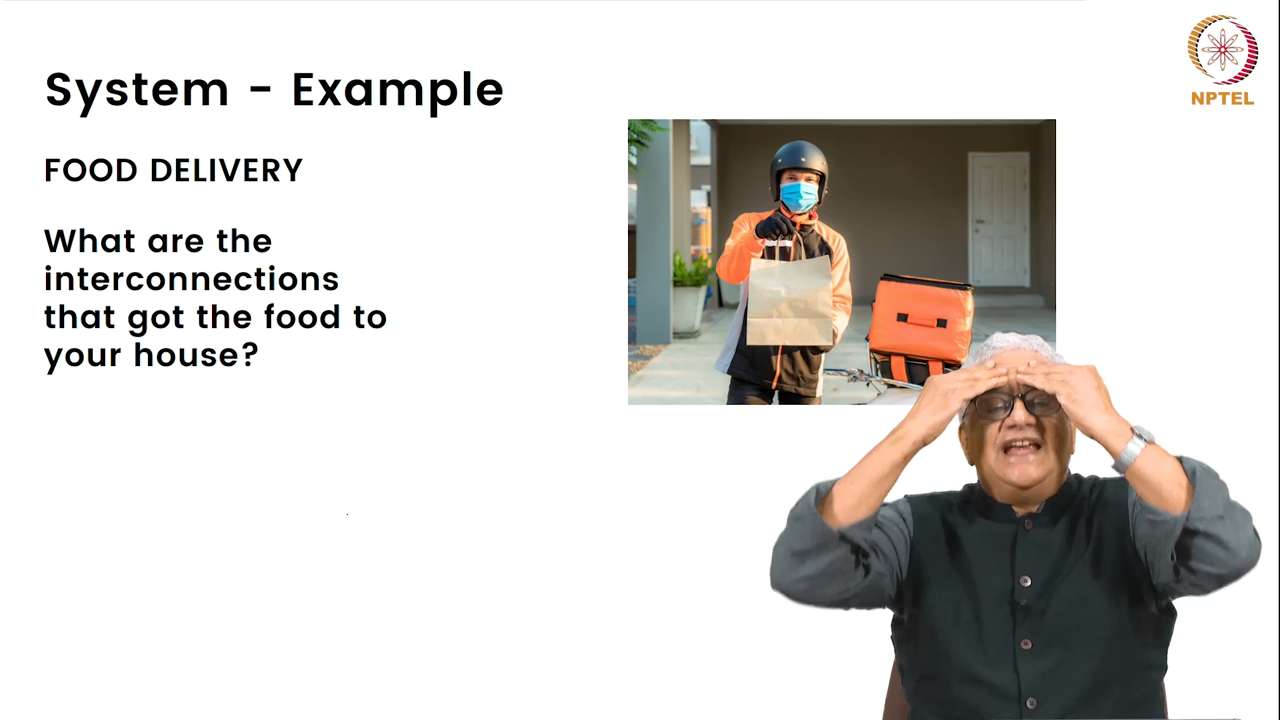 System - Example
FOOD DELIVERY
What are the
interconnections
that got the food to
your house?
NPTEL